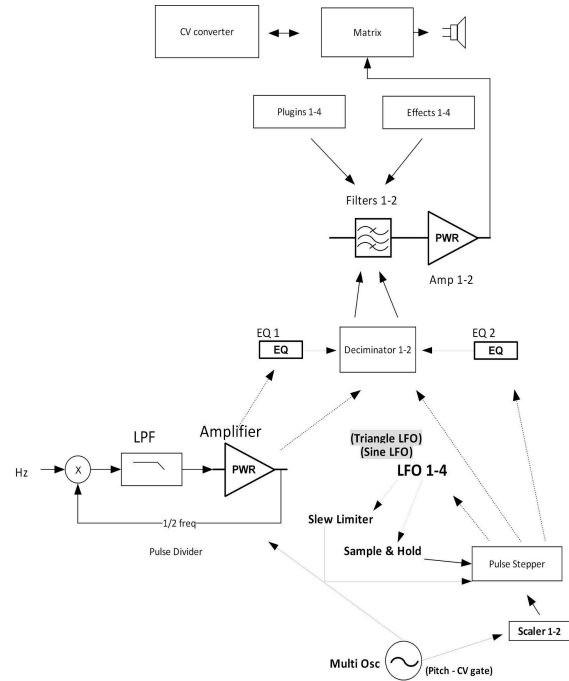 CV converter
Matrix
Plugins 1-4
Effects 1-4
Filters 1-2
PWR
Amp 1-2
EQ 1
EQ
Deciminator 1-2
EQ 2
EQ
LPF
Amplifier
Hz
X
PWR
1/2 freq
Pulse Divider
(Triangle LFO)
(Sine LFO)
LFO 1-4
Slew Limiter
Sample & Hold
Pulse Stepper
Scaler 1-2
Multi Osc
(Pitch - CV gate)